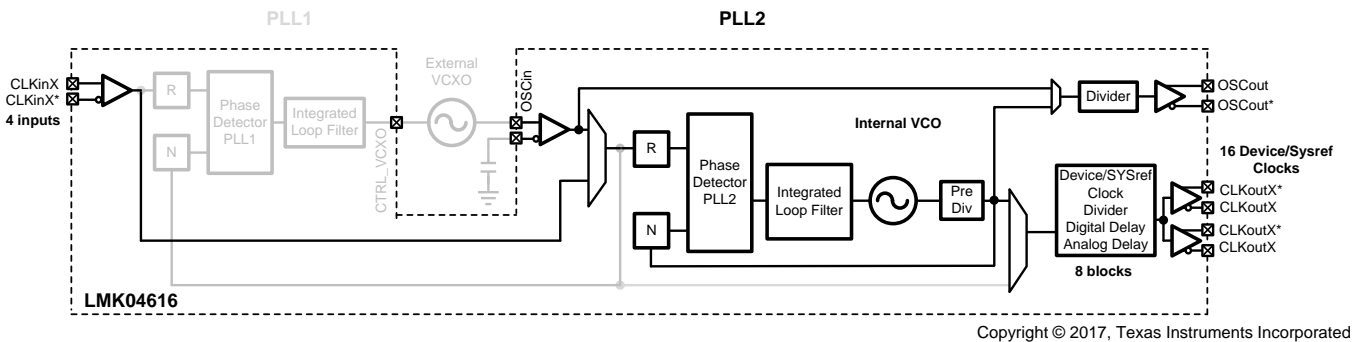 PLL1
PLL2
CLKinX
CLKinX*
4 inputs
R
N
Phase
Detector
PLL1
Integrated
Loop Filter
CTRL_VCXO
External
VCXO
OSCin
R
N
Phase
Detector
PLL2
Integrated
Loop Filter
Internal VCO
Pre
Div
Divider
OSCout
OSCout*
16 Device/Sysref
Clocks
Device/SYSref
Clock
Divider
Digital Delay
Analog Delay
8 blocks
CLKoutX*
CLKoutX
CLKoutX*
CLKoutX
LMK04616
Copyright © 2017, Texas Instruments Incorporated